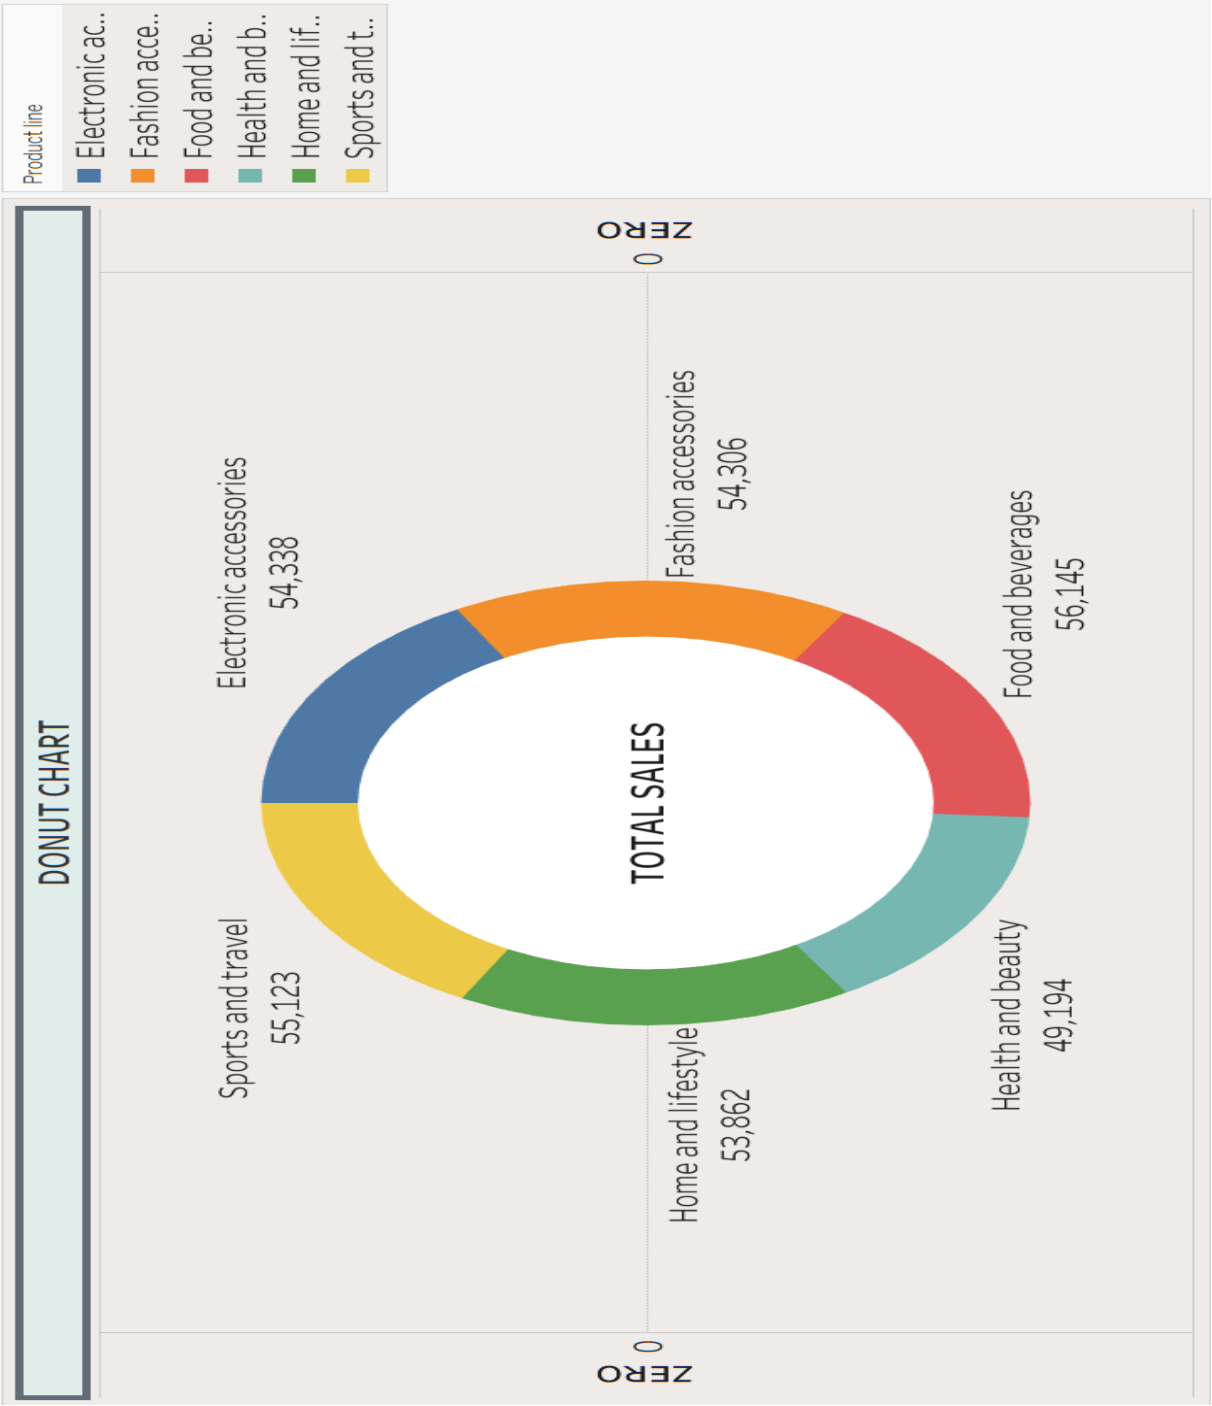 DONUT CHART
Product line
Electronic ac..
Fashion acce..
Food and be..
Health and b..
Home and lif..
Sports and t..
ZERO
0
Sports and travel
55,123
Electronic accessories
54,338
Home and lifestyle
53,862
TOTAL SALES
Fashion accessories
54,306
Health and beauty
49,194
Food and beverages
56,145
0
ZERO